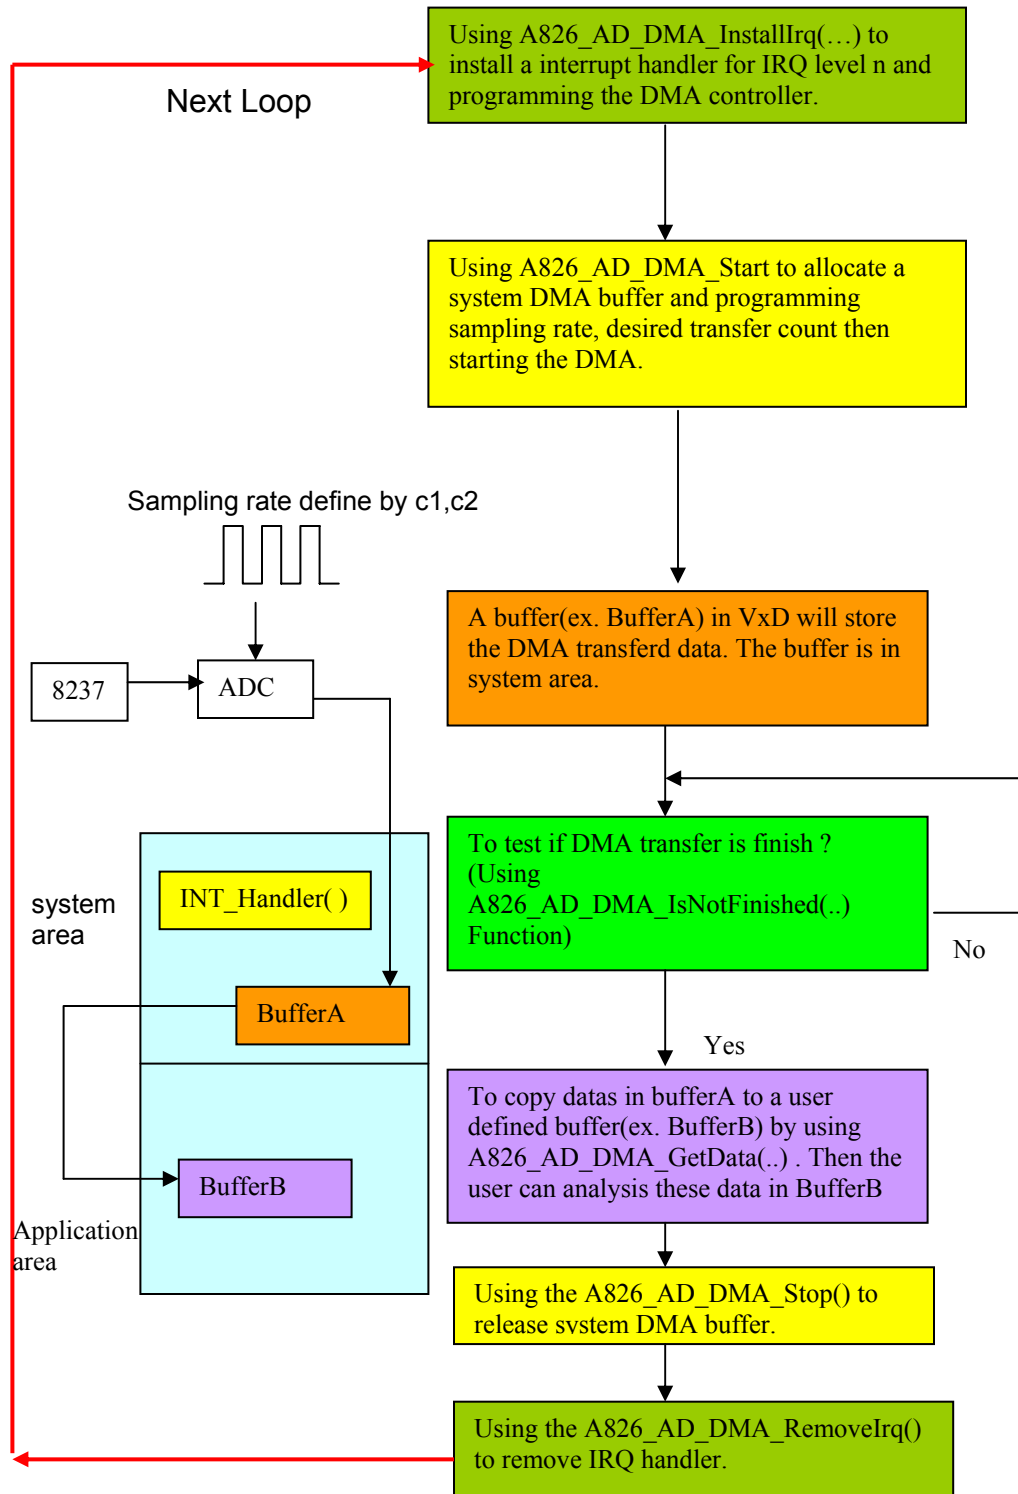 Using A826_AD_DMA_InstallIrq(…) to
install a interrupt handler for IRQ level n and
programming the DMA controller.
Next Loop
Using A826_AD_DMA_Start to allocate a
system DMA buffer and programming
sampling rate, desired transfer count then
starting the DMA.
Sampling rate define by c1,c2
A buffer(ex. BufferA) in VxD will store
the DMA transferd data. The buffer is in
system area.
8237
ADC
To test if DMA transfer is finish ?
(Using
A826_AD_DMA_IsNotFinished(..)
Function)
No
system
area
INT_Handler( )
BufferA
Yes
To copy datas in bufferA to a user
defined buffer(ex. BufferB) by using
A826_AD_DMA_GetData(..) . Then the
user can analysis these data in BufferB
BufferB
Application
area
Using the A826_AD_DMA_Stop() to
release system DMA buffer.
Using the A826_AD_DMA_RemoveIrq()
to remove IRQ handler.